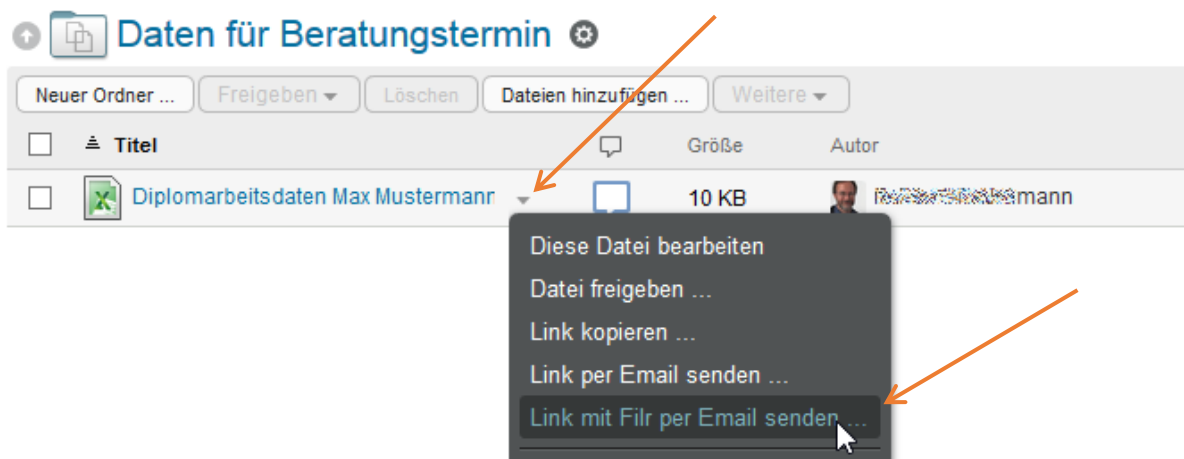 Daten für Beratungstermin
Neuer Ordner ... Freigeben Löschen Dateien hinzufügen ... Weitere
Titel Größe Autor
Diplomarbeitsdaten Max Mustermann 10 KB mann
Diese Datei bearbeiten
Datei freigeben ...
Link kopieren ...
Link per Email senden ...
Link mit Filr per Email senden ...